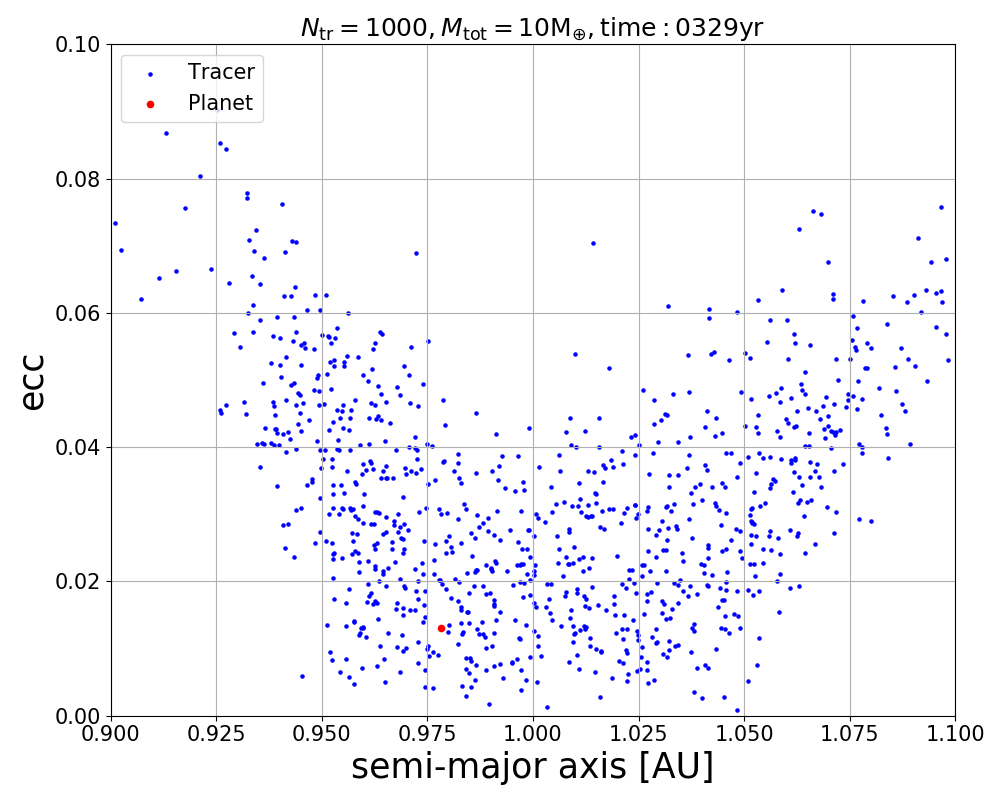 N_tr = 1000, M_tot = 10M_⊕, time : 0329yr
Tracer
Planet
0.10
0.08
0.06
0.04
0.02
0.00
ecc
0.900 0.925 0.950 0.975 1.000 1.025 1.050 1.075 1.100
semi-major axis [AU]